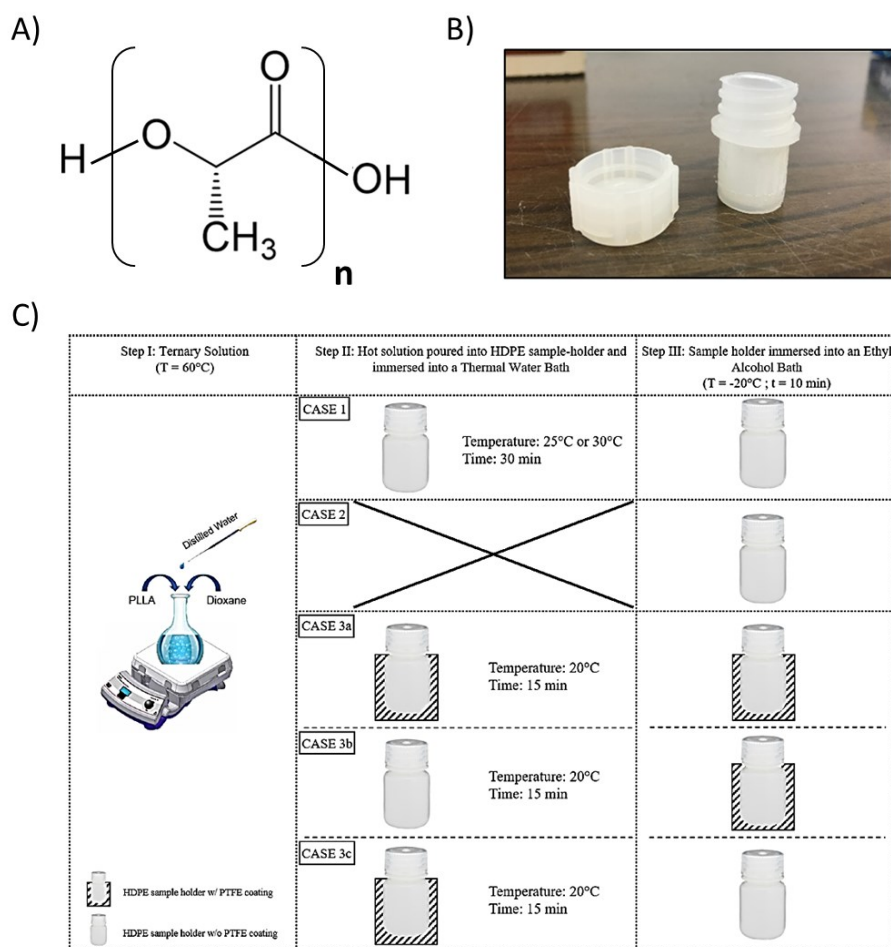 A)
O
O
H
OH
CH3
n
B)
C)
Step I: Ternary Solution
(T = 60°C)
Step II: Hot solution poured into HDPE sample-holder and
immersed into a Thermal Water Bath
Step III: Sample holder immersed into an Ethyl
Alcohol Bath
(T = -20°C ; t = 10 min)
CASE 1
Temperature: 25°C or 30°C
Time: 30 min
CASE 2
Distilled Water
PLLA
Dioxane
CASE 3a
Temperature: 20°C
Time: 15 min
CASE 3b
Temperature: 20°C
Time: 15 min
CASE 3c
Temperature: 20°C
Time: 15 min
HDPE sample holder w/ PTFE coating
HDPE sample holder w/o PTFE coating